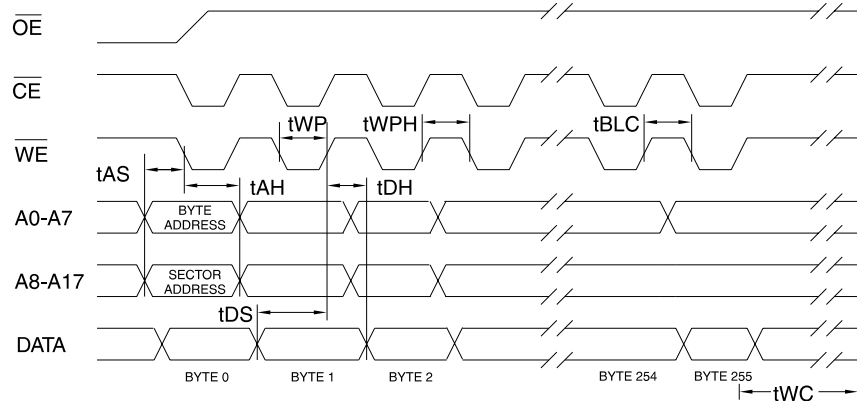 OE
CE
tWP tWPH tBLC
WE
tAS tAH tDH
A0-A7 BYTE ADDRESS
A8-A17 SECTOR ADDRESS
tDS
DATA
BYTE 0 BYTE 1 BYTE 2 BYTE 254 BYTE 255
tWC